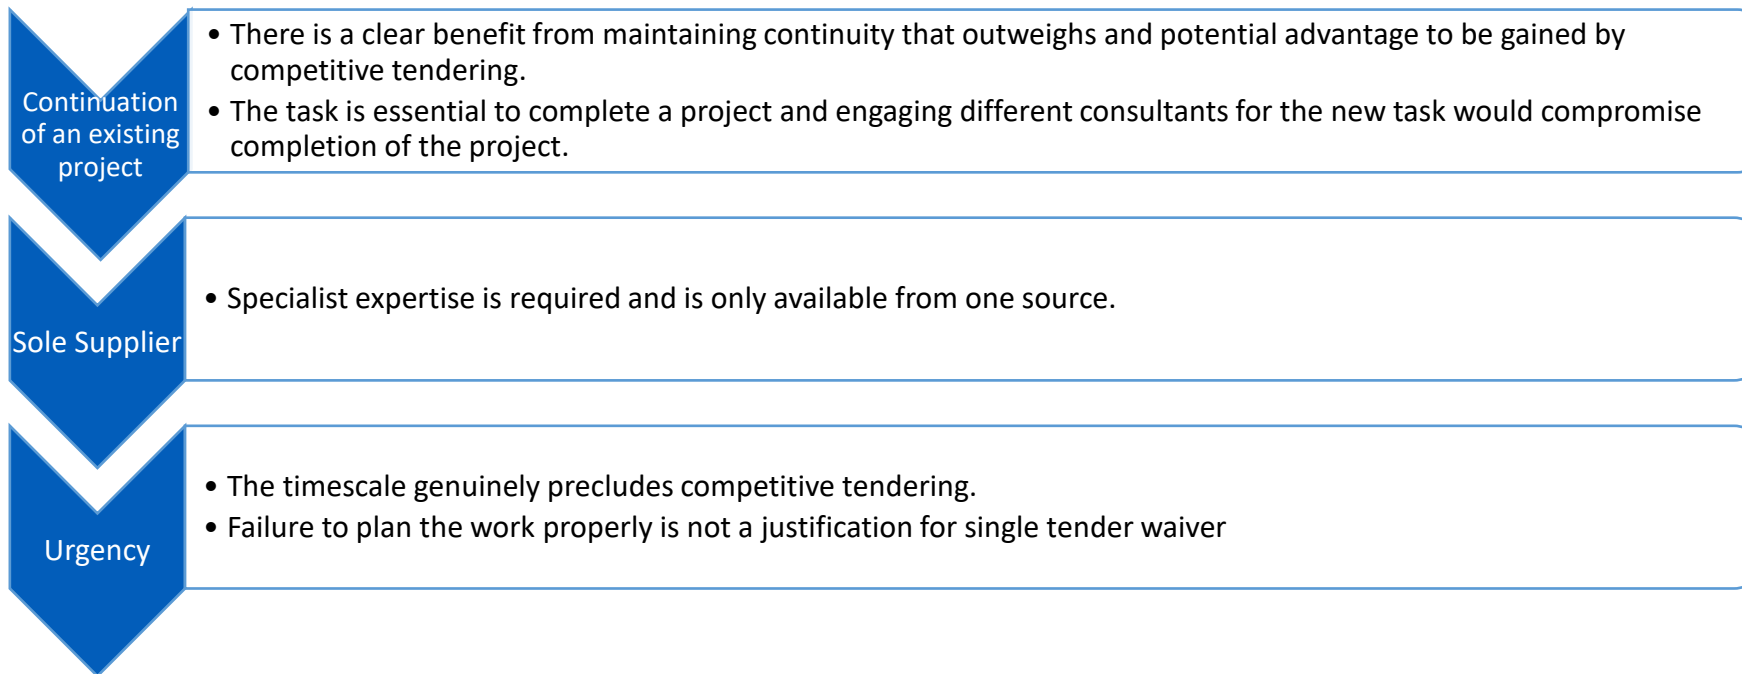 Continuation
of an existing
project
• There is a clear benefit from maintaining continuity that outweighs and potential advantage to be gained by
competitive tendering.
• The task is essential to complete a project and engaging different consultants for the new task would compromise
completion of the project.
Sole Supplier
• Specialist expertise is required and is only available from one source.
Urgency
• The timescale genuinely precludes competitive tendering.
• Failure to plan the work properly is not a justification for single tender waiver